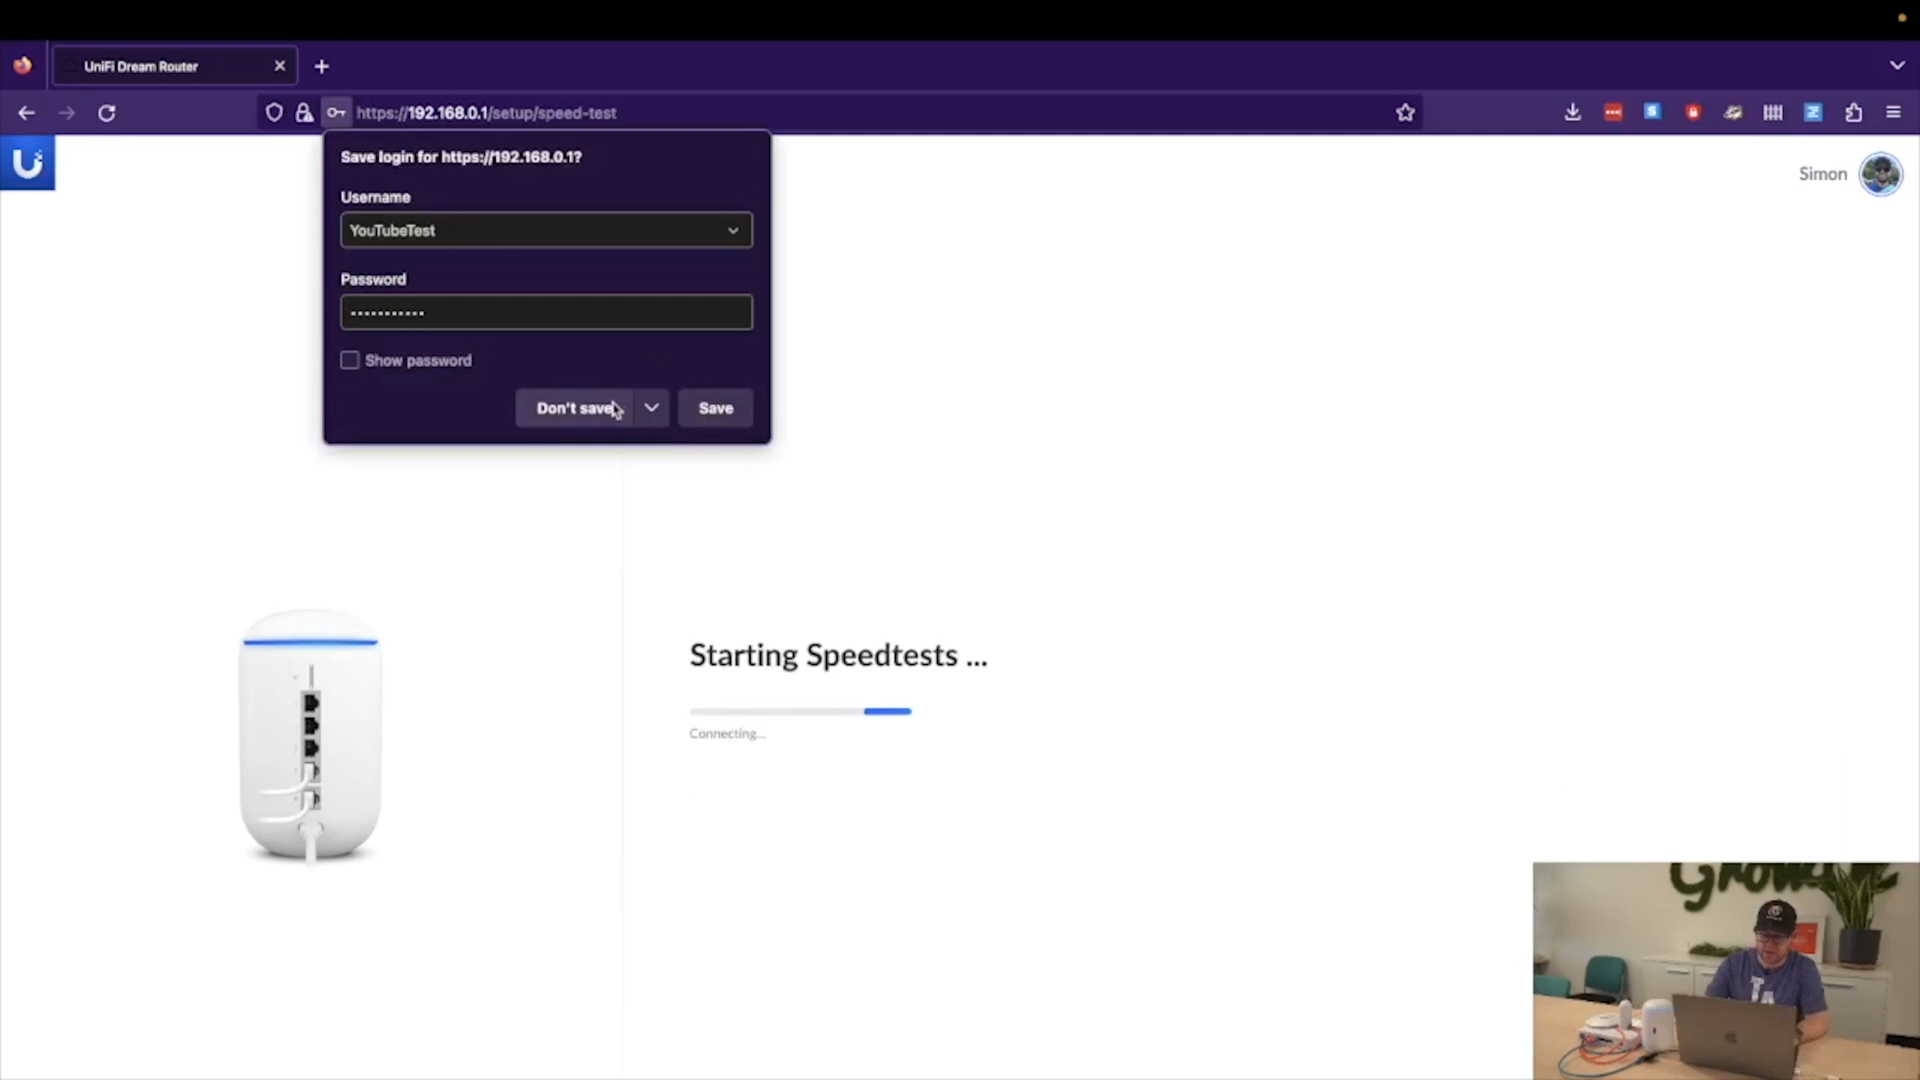 UniFi Dream Router
https://192.168.0.1/setup/speed-test
Save login for https://192.168.0.1?
Username
YouTubeTest
Password
Show password
Don't save
Save
Simon
Starting Speedtests ...
Connecting...